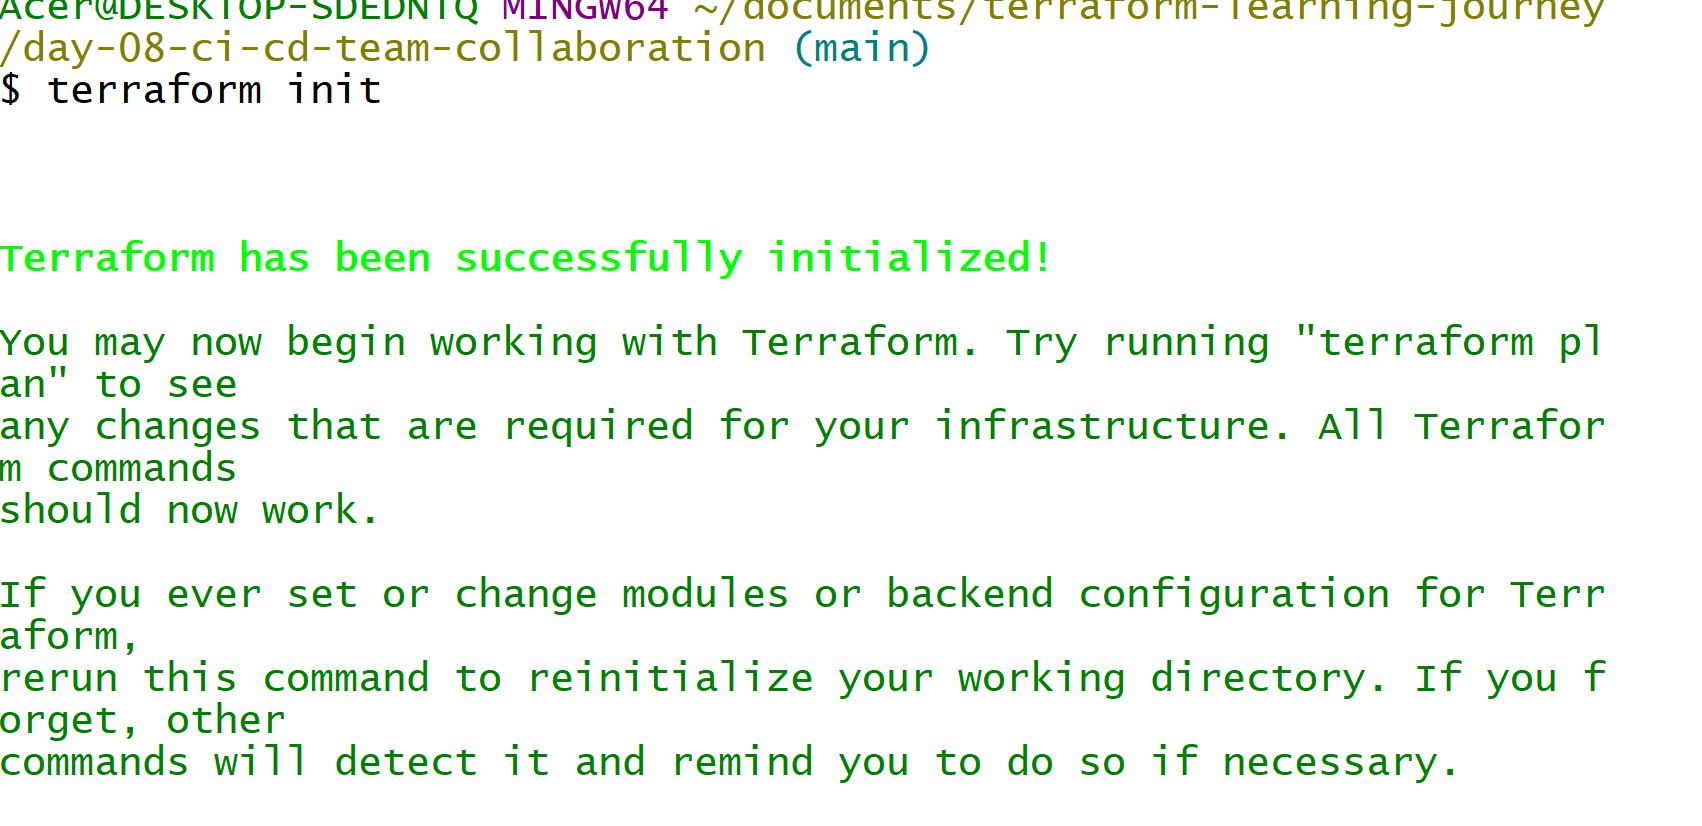 Acer@DESKTOP-SDEDNTQ MINGW64 ~/documents/terraform-learning-journey
/day-08-ci-cd-team-collaboration (main)
$ terraform init
Terraform has been successfully initialized!
You may now begin working with Terraform. Try running "terraform pl
an" to see
any changes that are required for your infrastructure. All Terrafor
m commands
should now work.
If you ever set or change modules or backend configuration for Terr
aform,
rerun this command to reinitialize your working directory. If you f
orget, other
commands will detect it and remind you to do so if necessary.